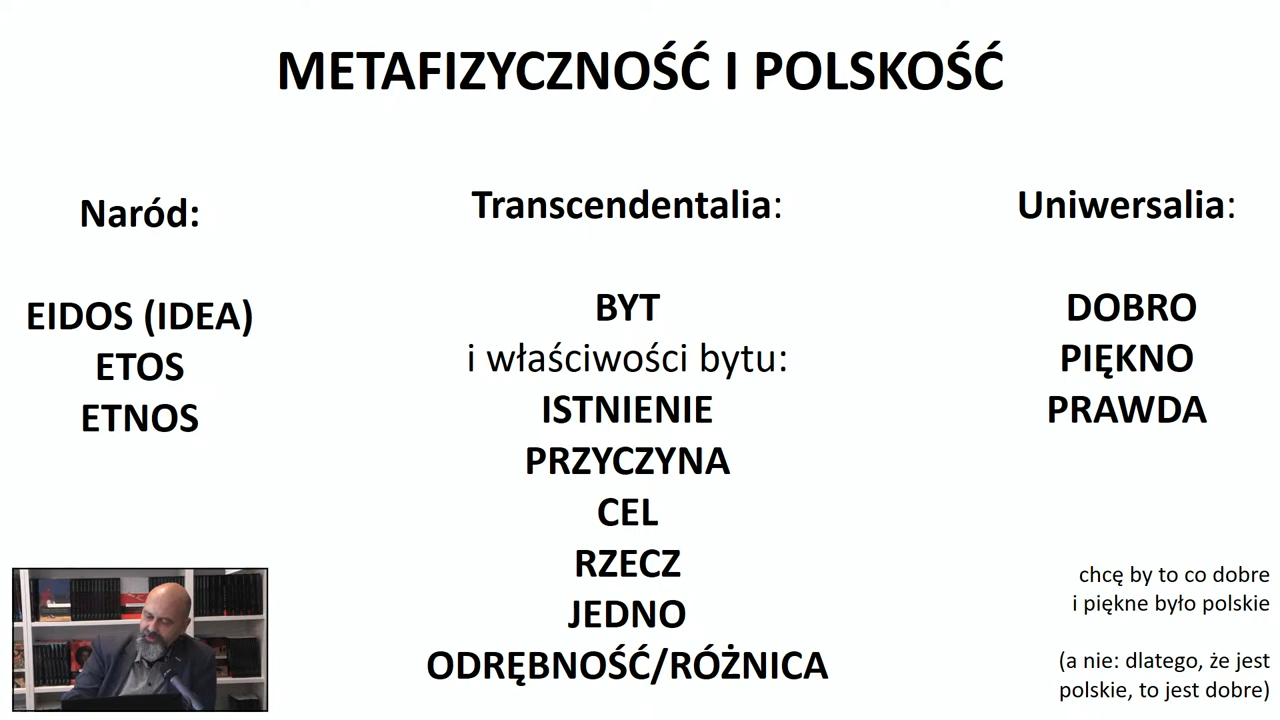 METAFIZYCZNOŚĆ I POLSKOŚĆ
Naród:
EIDOS (IDEA)
ETOS
ETNOS
Transcendentalia:
BYT
i właściwości bytu:
ISTNIENIE
PRZYCZYNA
CEL
RZECZ
JEDNO
ODRĘBNOŚĆ/RÓŻNICA
Uniwersalia:
DOBRO
PIĘKNO
PRAWDA
chcę by to co dobre
i piękne było polskie
(a nie: dlatego, że jest
polskie, to jest dobre)